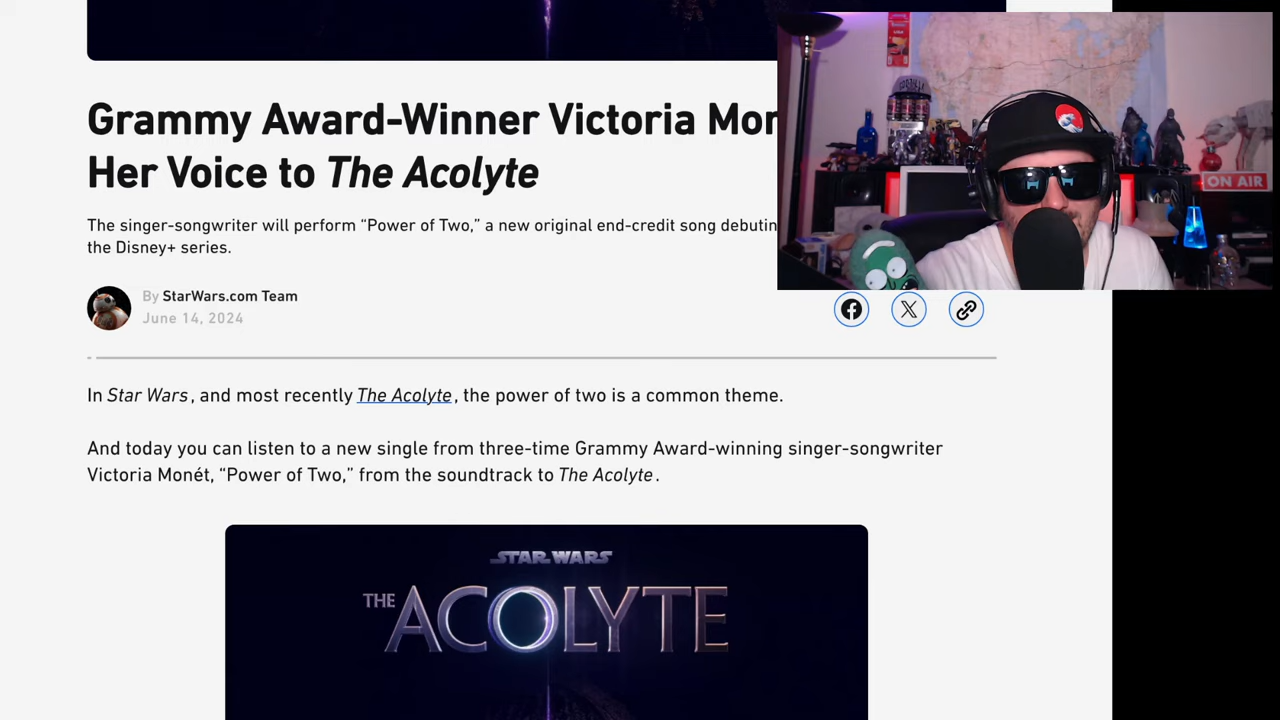 Grammy Award-Winner Victoria Mon
Her Voice to The Acolyte
The singer-songwriter will perform “Power of Two,” a new original end-credit song debutin
the Disney+ series.
By StarWars.com Team
June 14, 2024
In Star Wars, and most recently The Acolyte, the power of two is a common theme.
And today you can listen to a new single from three-time Grammy Award-winning singer-songwriter
Victoria Monét, “Power of Two,” from the soundtrack to The Acolyte.
STAR WARS
THE ACOLYTE
ON AIR